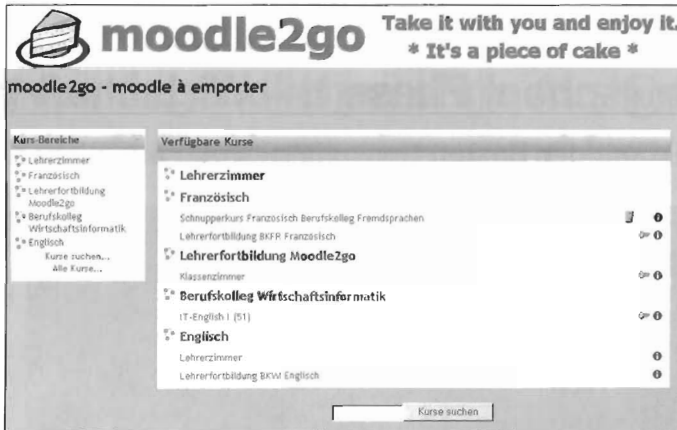 moodle2go
Take it with you and enjoy it.
* It's a piece of cake *
moodle2go - moodle à emporter
Kurs-Bereiche
Lehrerzimmer
Französisch
Lehrerfortbildung
Moodle2go
Berufskolleg
Wirtschaftsinformatik
Englisch
Kurse suchen...
Alle Kurse...
Verfügbare Kurse
Lehrerzimmer
Französisch
Schnupperkurs Französisch Berufskolleg Fremdsprachen
Lehrerfortbildung BKFR Französisch
Lehrerfortbildung Moodle2go
Klassenzimmer
Berufskolleg Wirtschaftsinformatik
IT-English I (51)
Englisch
Lehrerzimmer
Lehrerfortbildung BKWI Englisch
Kurse suchen